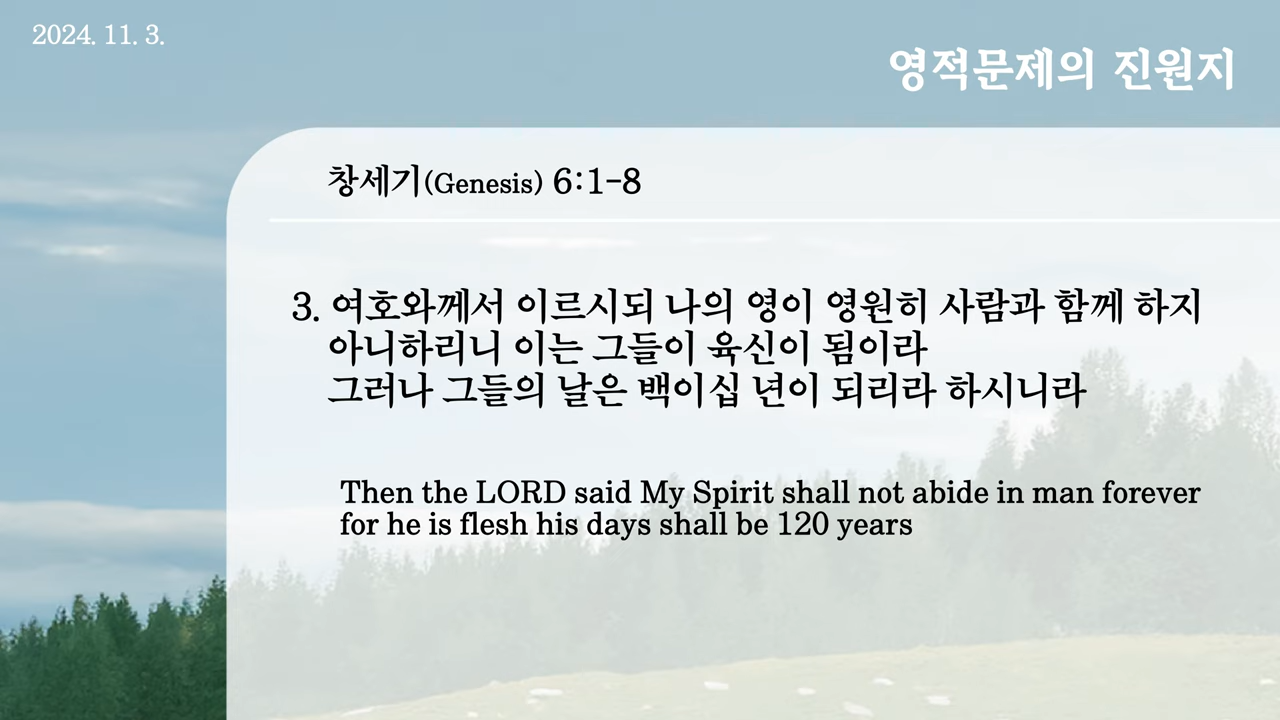 2024. 11. 3.
영적문제의 진원지
창세기(Genesis) 6:1-8
3. 여호와께서 이르시되 나의 영이 영원히 사람과 함께 하지
아니하리니 이는 그들이 육신이 됨이라
그러나 그들의 날은 백이십 년이 되리라 하시니라
Then the LORD said My Spirit shall not abide in man forever
for he is flesh his days shall be 120 years